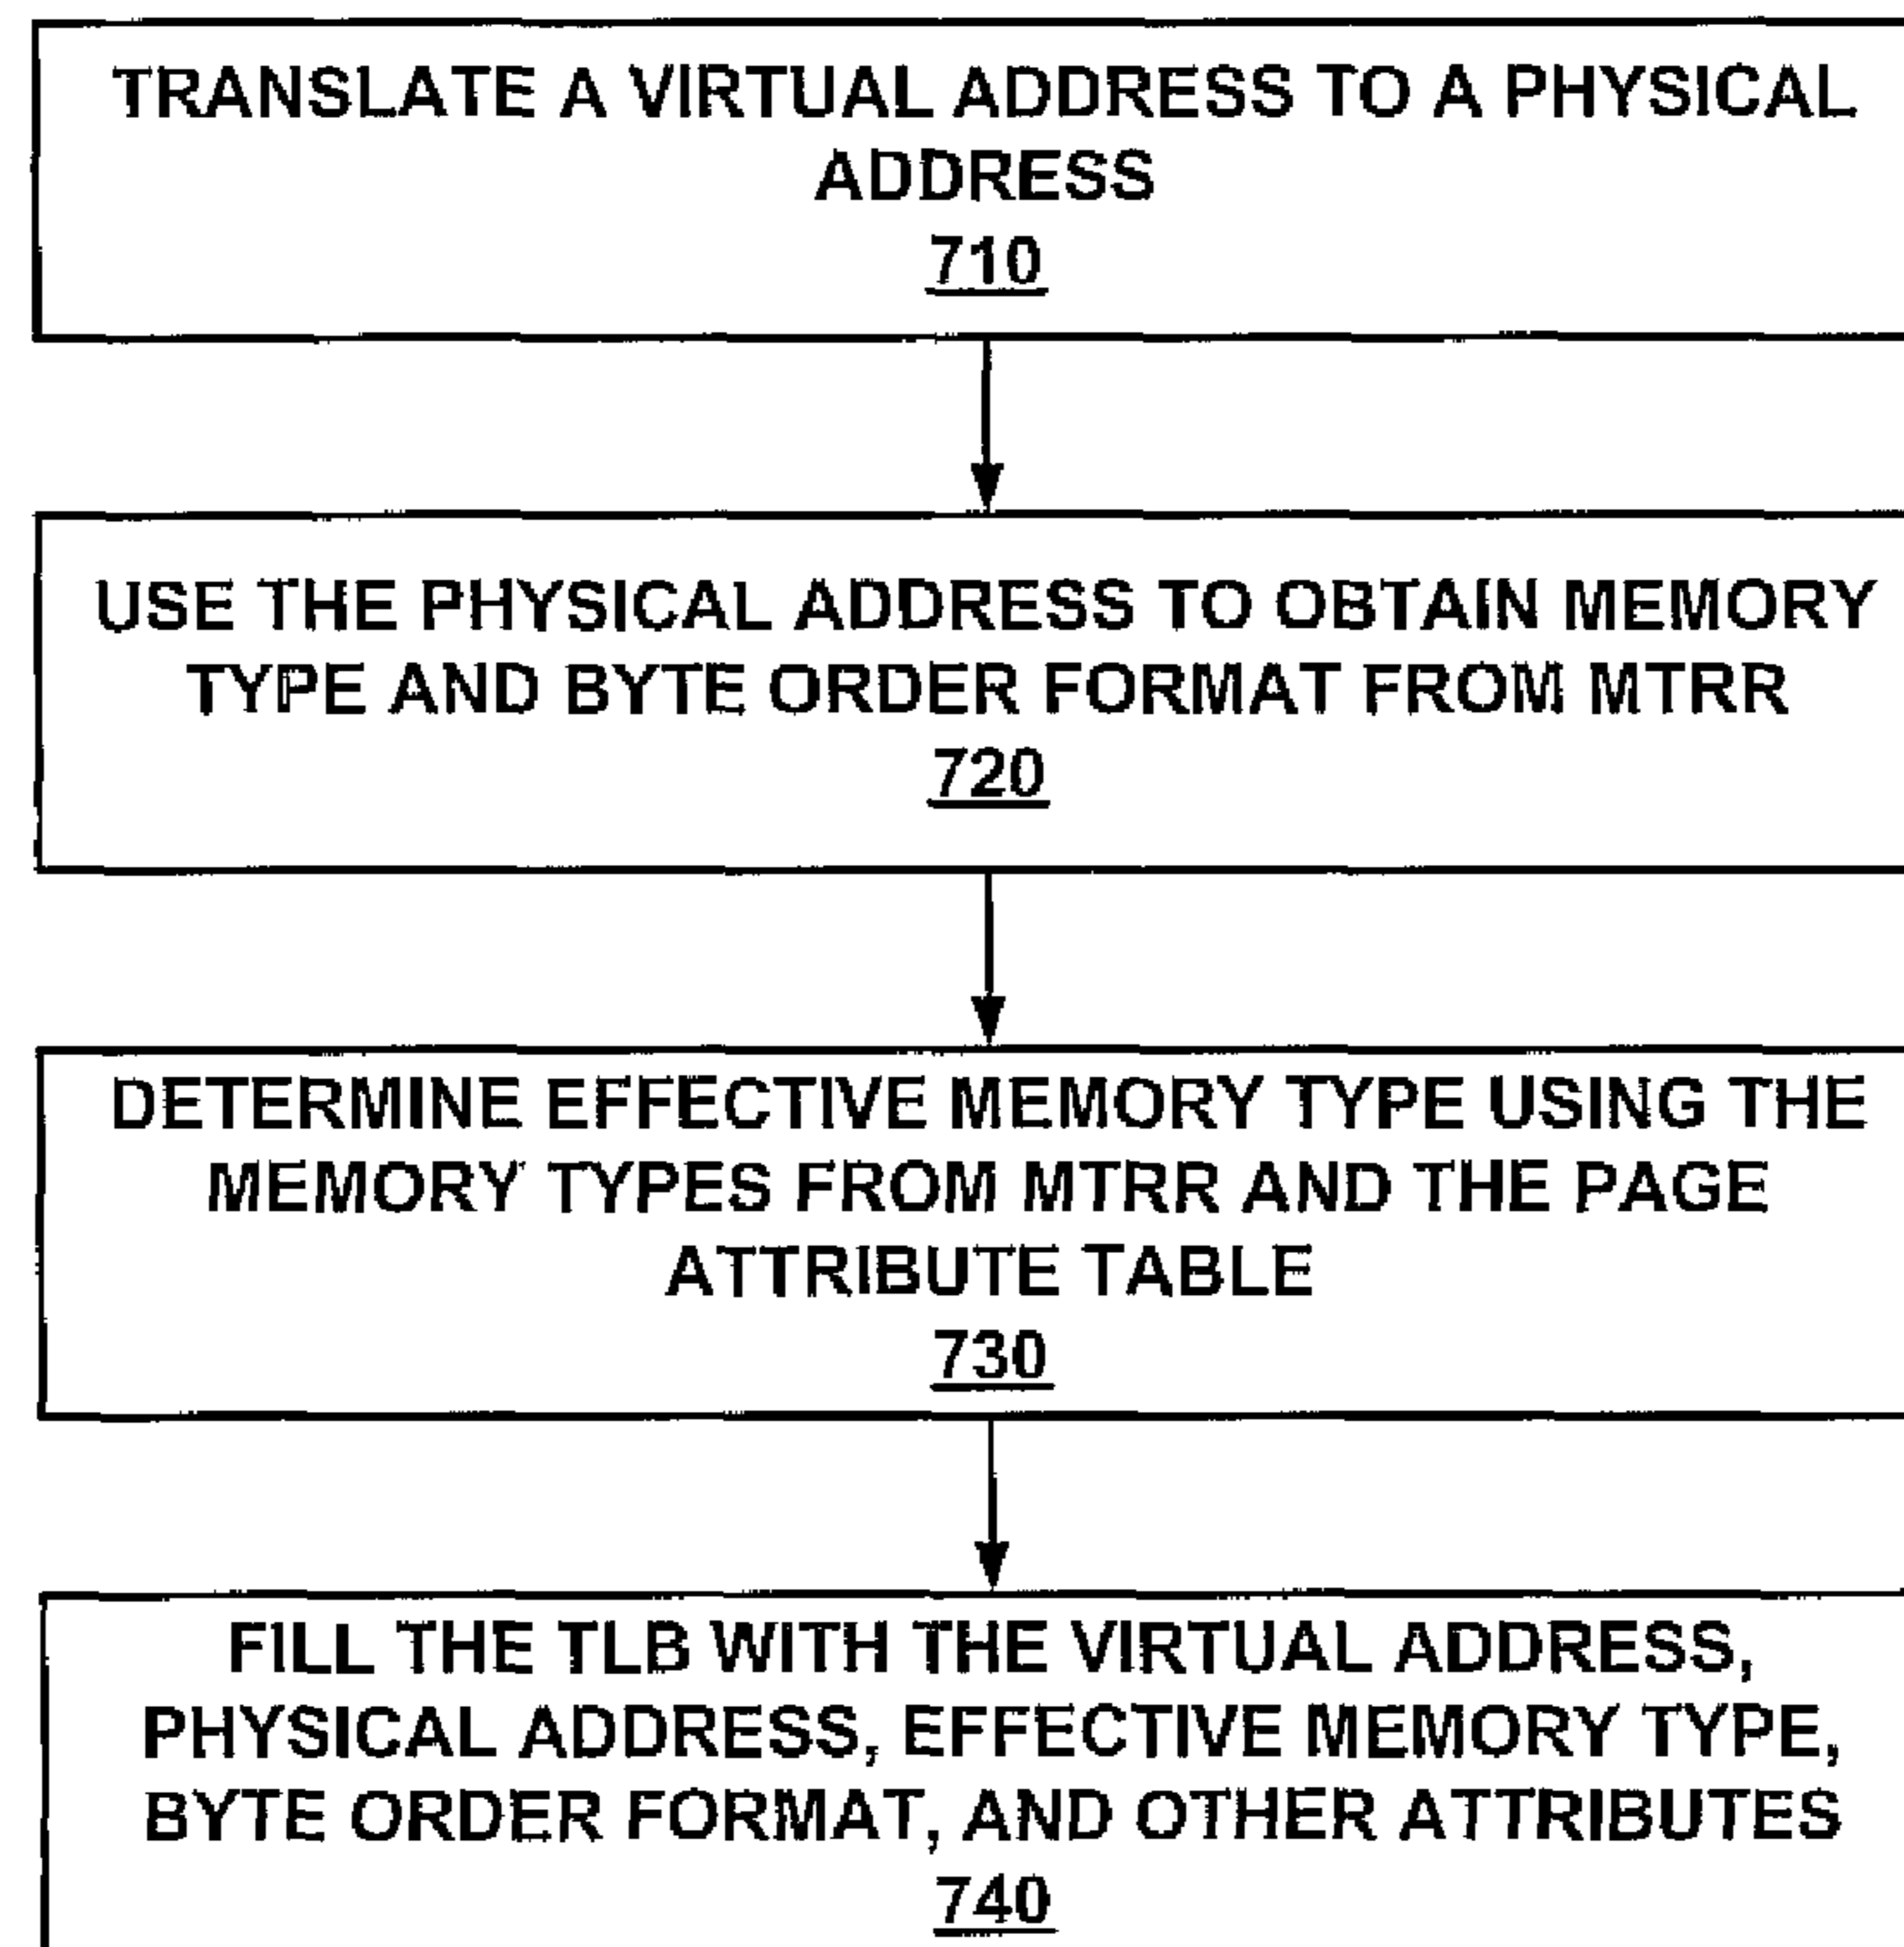 TRANSLATE A VIRTUAL ADDRESS TO A PHYSICAL
ADDRESS
710
USE THE PHYSICAL ADDRESS TO OBTAIN MEMORY
TYPE AND BYTE ORDER FORMAT FROM MTRR
720
DETERMINE EFFECTIVE MEMORY TYPE USING THE
MEMORY TYPES FROM MTRR AND THE PAGE
ATTRIBUTE TABLE
730
FILL THE TLB WITH THE VIRTUAL ADDRESS,
PHYSICAL ADDRESS, EFFECTIVE MEMORY TYPE,
BYTE ORDER FORMAT, AND OTHER ATTRIBUTES
740